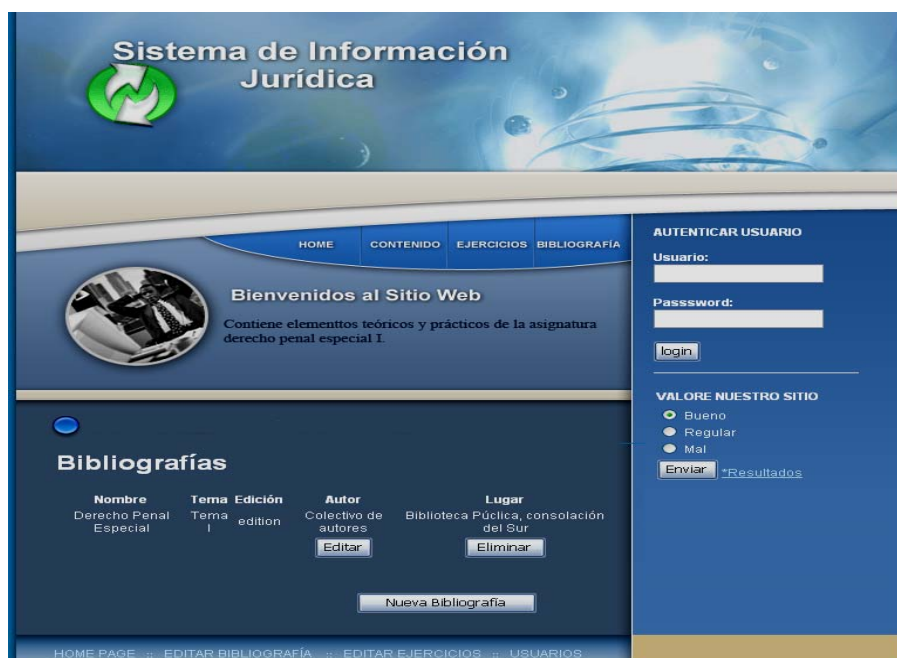 Sistema de Información
Jurídica
HOME CONTENIDO EJERCICIOS BIBLIOGRAFÍA
Bienvenidos al Sitio Web
Contiene elementtos teóricos y prácticos de la asignatura
derecho penal especial I.
AUTENTICAR USUARIO
Usuario:
Passsword:
login
VALORE NUESTRO SITIO
Bueno
Regular
Mal
Enviar *Resultados
Bibliografías
Nombre Tema Edición Autor Lugar
Derecho Penal Especial Tema I edition Colectivo de autores Biblioteca Púclica, consolación del Sur
Editar Eliminar
Nueva Bibliografía
HOME PAGE :: EDITAR BIBLIOGRAFÍA :: EDITAR EJERCICIOS :: USUARIOS